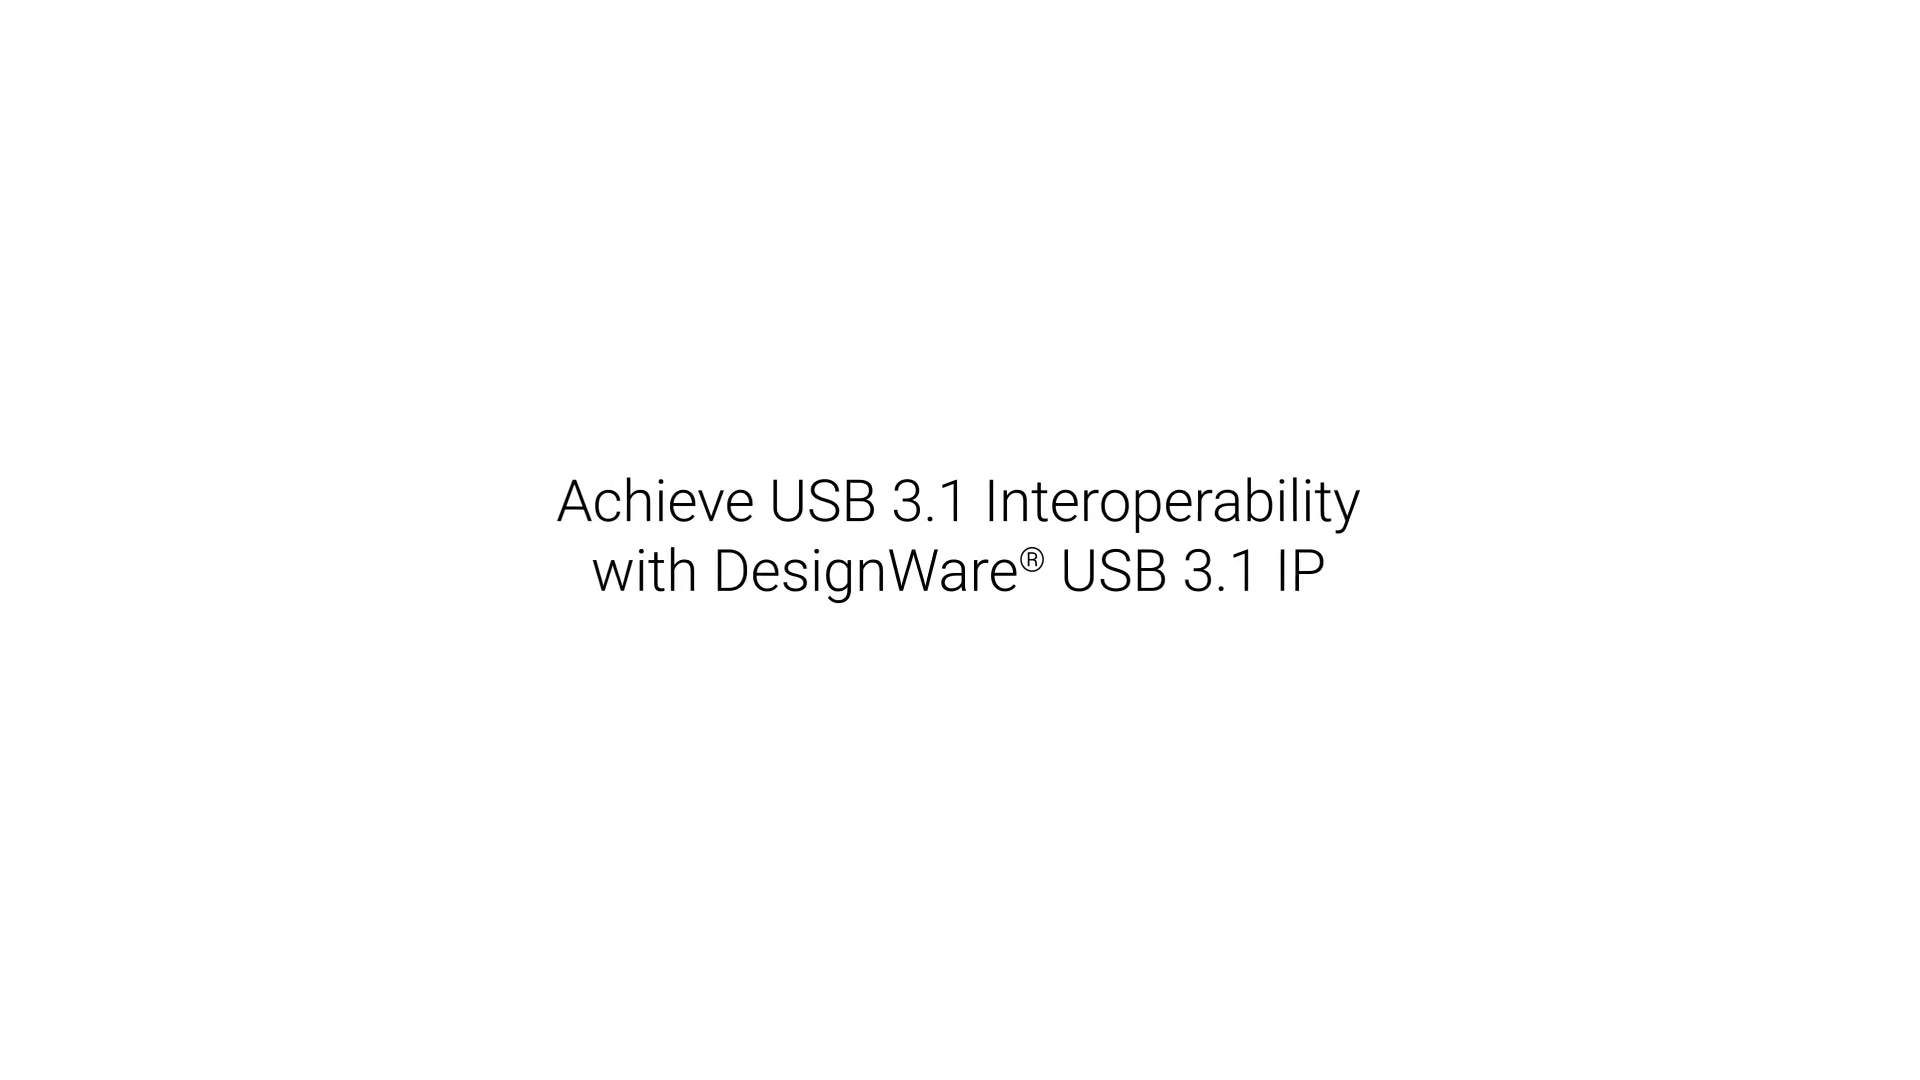 Achieve USB 3.1 Interoperability
with DesignWare® USB 3.1 IP